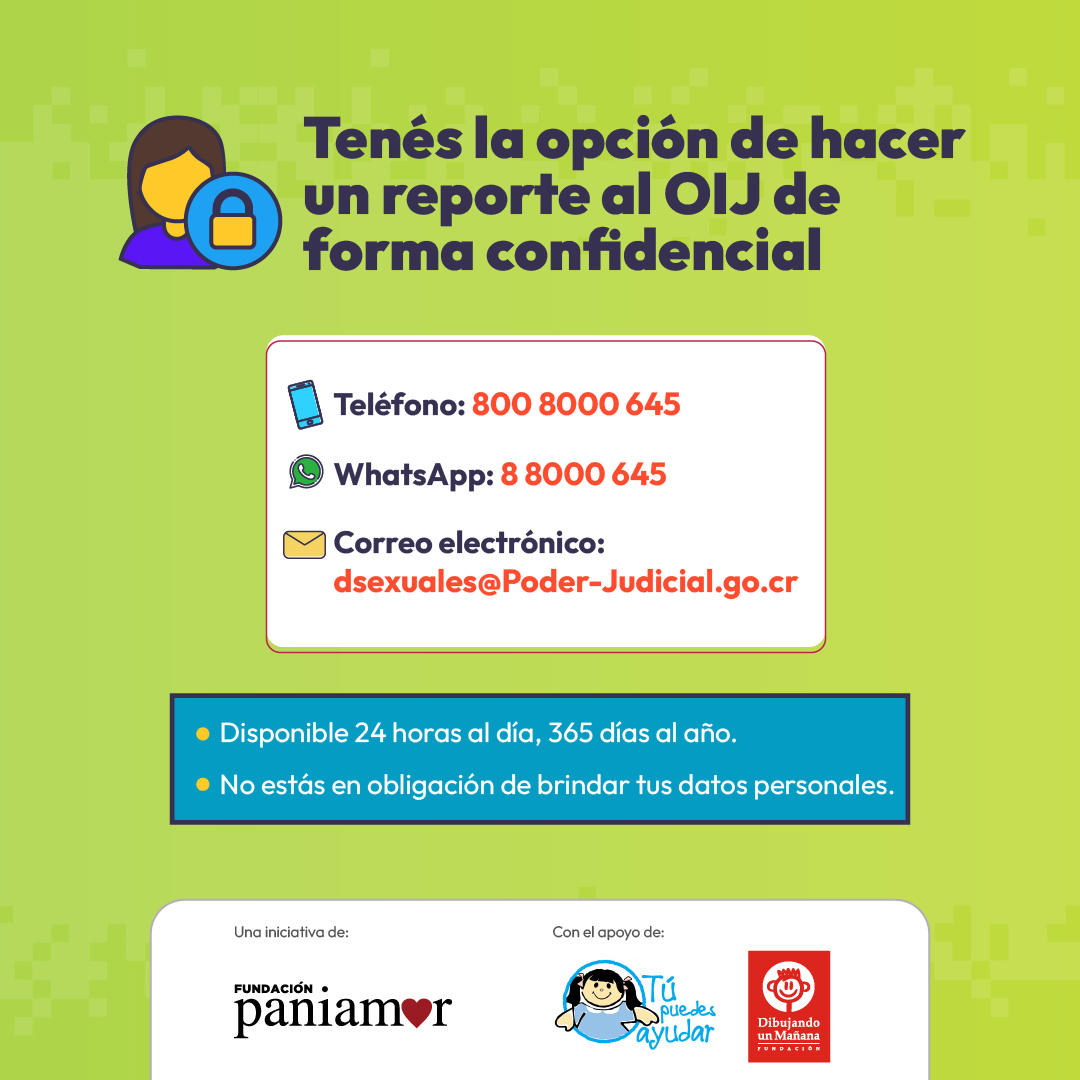 Tenés la opción de hacer
un reporte al OIJ de
forma confidencial
Teléfono: 800 8000 645
WhatsApp: 8 8000 645
Correo electrónico:
dsexuales@Poder-Judicial.go.cr
Disponible 24 horas al día, 365 días al año.
No estás en obligación de brindar tus datos personales.
Una iniciativa de:
FUNDACIÓN
paniamor
Con el apoyo de:
Tú
puedes
ayudar
Dibujando
un Mañana
FUNDACIÓN